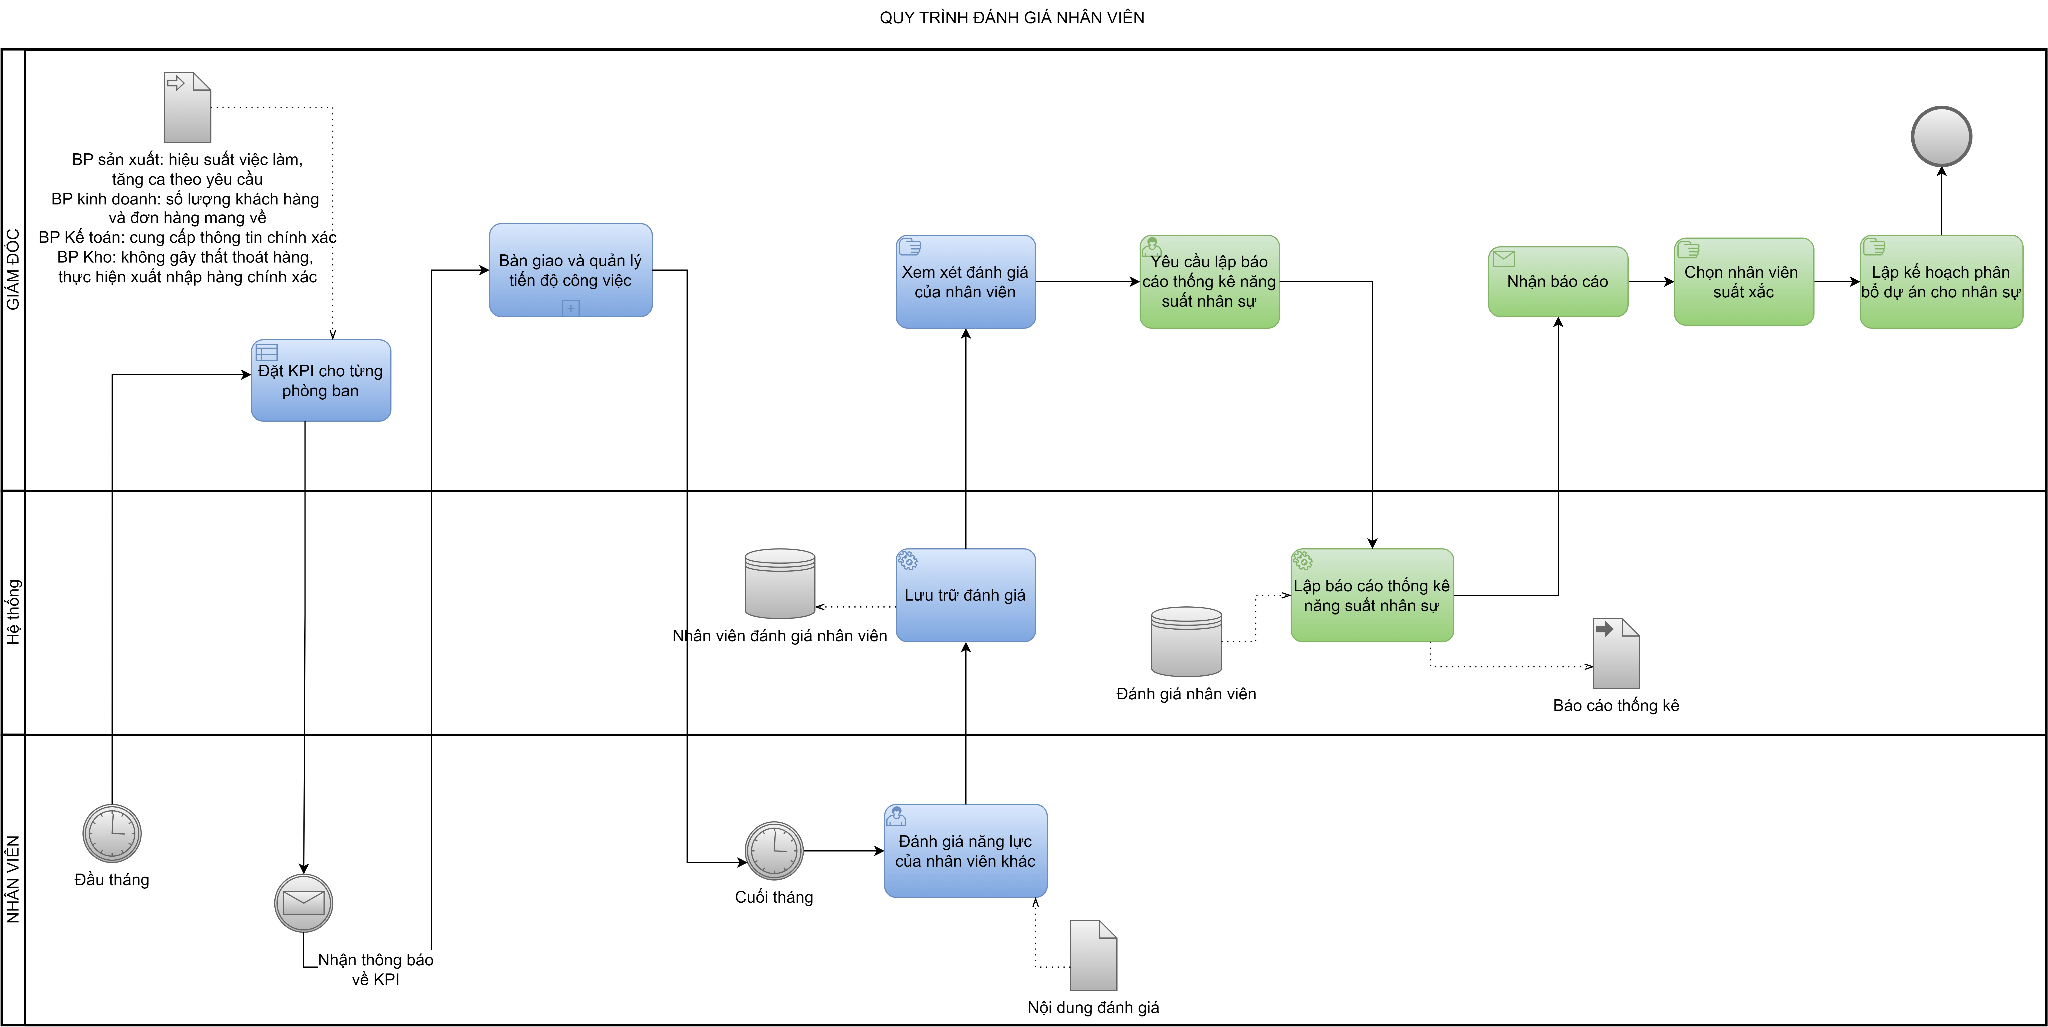 QUY TRÌNH ĐÁNH GIÁ NHÂN VIÊN
GIÁM ĐỐC
BP sản xuất: hiệu suất việc làm,
tăng ca theo yêu cầu
BP kinh doanh: số lượng khách hàng
và đơn hàng mang về
BP Kế toán: cung cấp thông tin chính xác
BP Kho: không gây thất thoát hàng,
thực hiện xuất nhập hàng chính xác
Đặt KPI cho từng
phòng ban
Bàn giao và quản lý
tiến độ công việc
Xem xét đánh giá
của nhân viên
Yêu cầu lập báo
cáo thống kê năng
suất nhân sự
Nhận báo cáo
Chọn nhân viên
suất xắc
Lập kế hoạch phân
bổ dự án cho nhân sự
Hệ thống
Nhân viên đánh giá nhân viên
Lưu trữ đánh giá
Đánh giá nhân viên
Lập báo cáo thống kê
năng suất nhân sự
Báo cáo thống kê
NHÂN VIÊN
Đầu tháng
Nhận thông báo
về KPI
Cuối tháng
Đánh giá năng lực
của nhân viên khác
Nội dung đánh giá